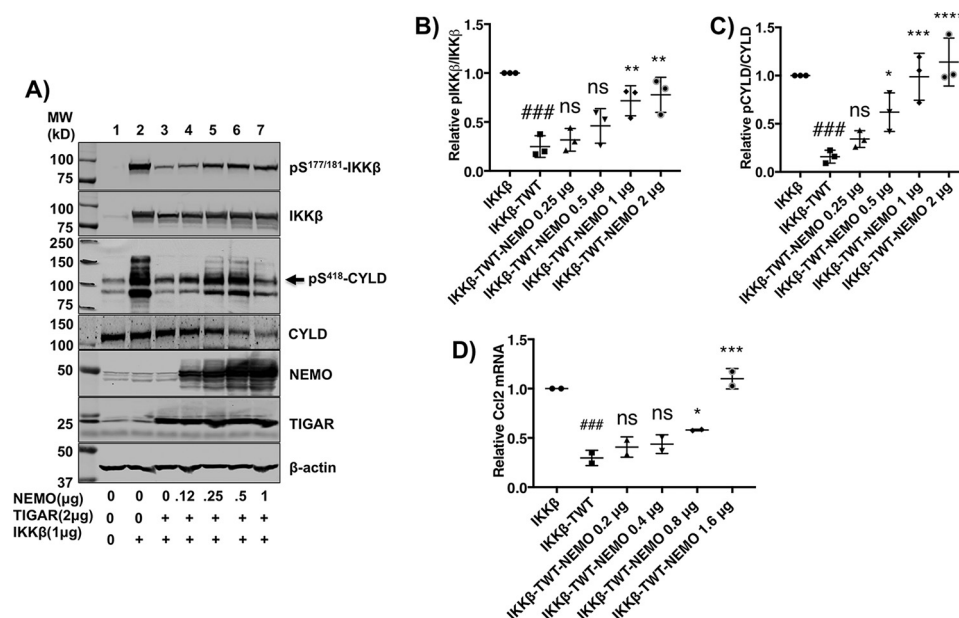 A)
MW
(kD)
1 2 3 4 5 6 7
100
75
pS177/181-IKKβ
100
75
IKKβ
250
150
100
75
pS418-CYLD
150
100
CYLD
50
NEMO
25
TIGAR
50
37
β-actin
NEMO(μg) 0 0 0 .12 .25 .5 1
TIGAR(2μg) 0 0 + + + + +
IKKβ(1μg) 0 + + + + + +
B)
Relative pIKKβ/IKKβ
1.5
1.0
0.5
0.0
###
ns
ns
**
**
IKKβ
IKKβ-TWT
IKKβ-TWT-NEMO 0.25 μg
IKKβ-TWT-NEMO 0.5 μg
IKKβ-TWT-NEMO 1 μg
IKKβ-TWT-NEMO 2 μg
C)
Relative pCYLD/CYLD
1.5
1.0
0.5
0.0
###
ns
*
***
****
IKKβ
IKKβ-TWT
IKKβ-TWT-NEMO 0.25 μg
IKKβ-TWT-NEMO 0.5 μg
IKKβ-TWT-NEMO 1 μg
IKKβ-TWT-NEMO 2 μg
D)
Relative Ccl2 mRNA
1.5
1.0
0.5
0.0
###
ns
ns
*
***
IKKβ
IKKβ-TWT
IKKβ-TWT-NEMO 0.2 μg
IKKβ-TWT-NEMO 0.4 μg
IKKβ-TWT-NEMO 0.8 μg
IKKβ-TWT-NEMO 1.6 μg